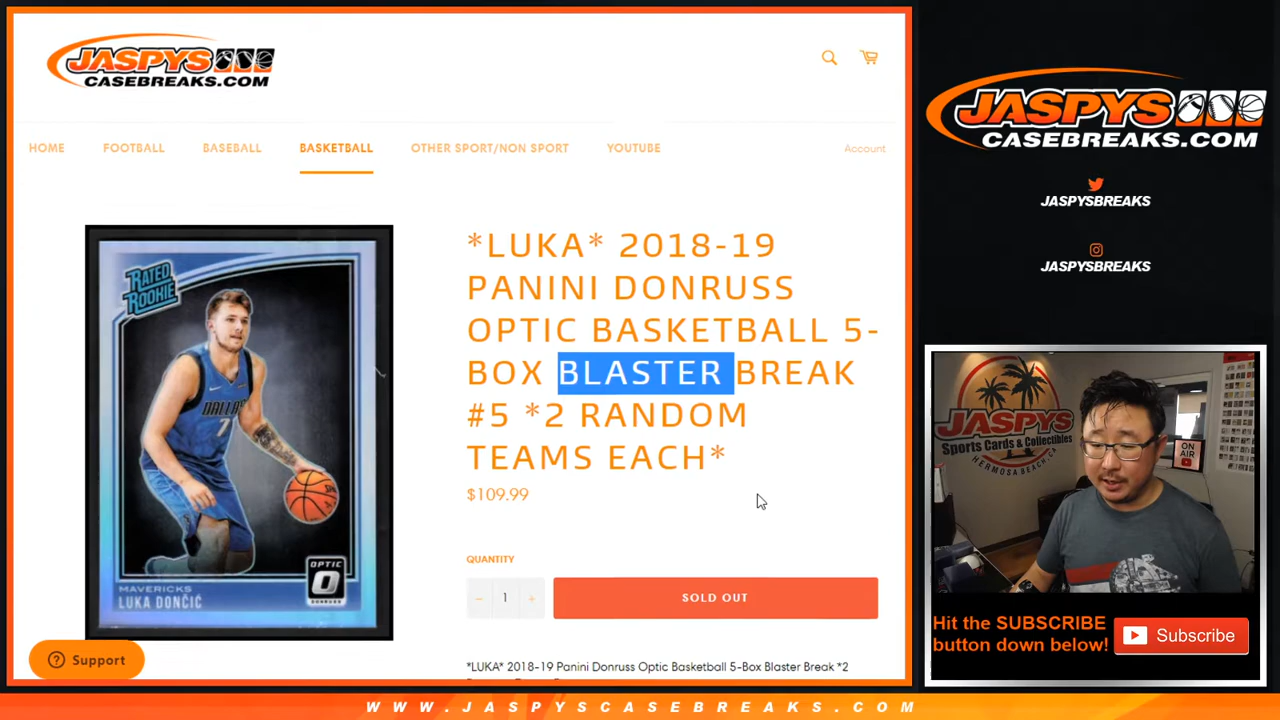 JASPYS
CASEBREAKS.COM
HOME
FOOTBALL
BASEBALL
BASKETBALL
OTHER SPORT/NON SPORT
YOUTUBE
Account
RATED
ROOKIE
DALLAS
7
OPTIC
DONRUSS
MAVERICKS
LUKA DONČIĆ
*LUKA* 2018-19
PANINI DONRUSS
OPTIC BASKETBALL 5-
BOX BLASTER BREAK
#5 *2 RANDOM
TEAMS EACH*
$109.99
QUANTITY
− 1 +
SOLD OUT
*LUKA* 2018-19 Panini Donruss Optic Basketball 5-Box Blaster Break *2
Support
JASPYS
CASEBREAKS.COM
JASPYSBREAKS
JASPYSBREAKS
JASPYS
Sports Cards & Collectibles
HERMOSA BEACH, CA
ON
AIR
Hit the SUBSCRIBE
button down below!
Subscribe
WWW.JASPYSCASEBREAKS.COM